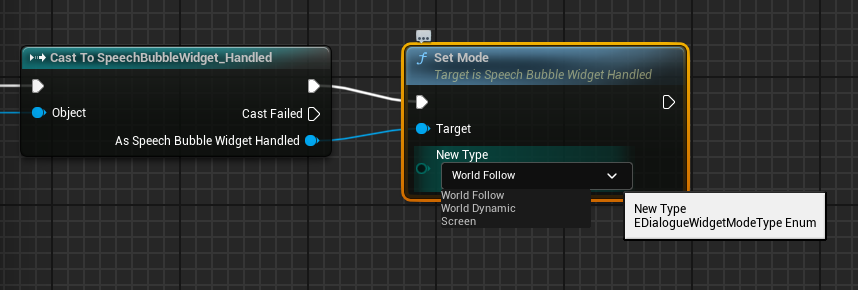 Cast To SpeechBubbleWidget_Handled
Object
Cast Failed
As Speech Bubble Widget Handled
f Set Mode
Target is Speech Bubble Widget Handled
Target
New Type
World Follow
World Follow
World Dynamic
Screen
New Type
EDialogueWidgetModeType Enum